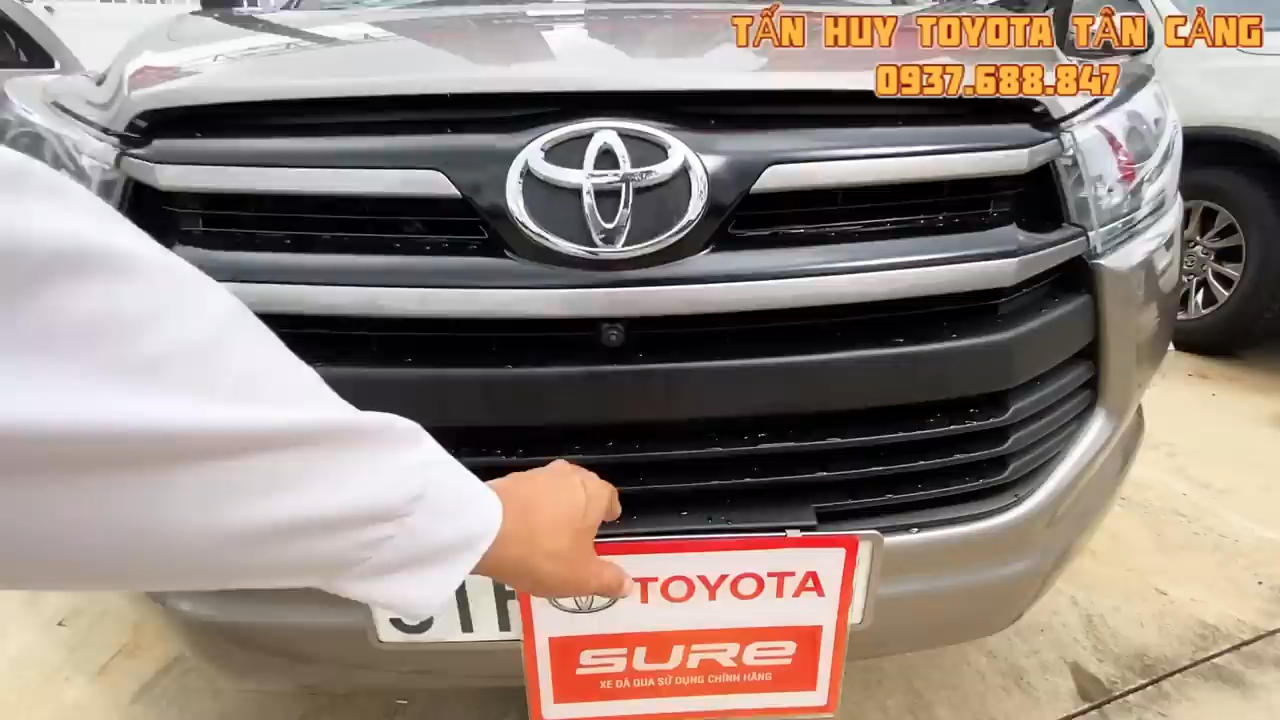 TẤN HUY TOYOTA TÂN CẢNG
0937.688.847
TOYOTA
SURE
XE ĐÃ QUA SỬ DỤNG CHÍNH HÃNG